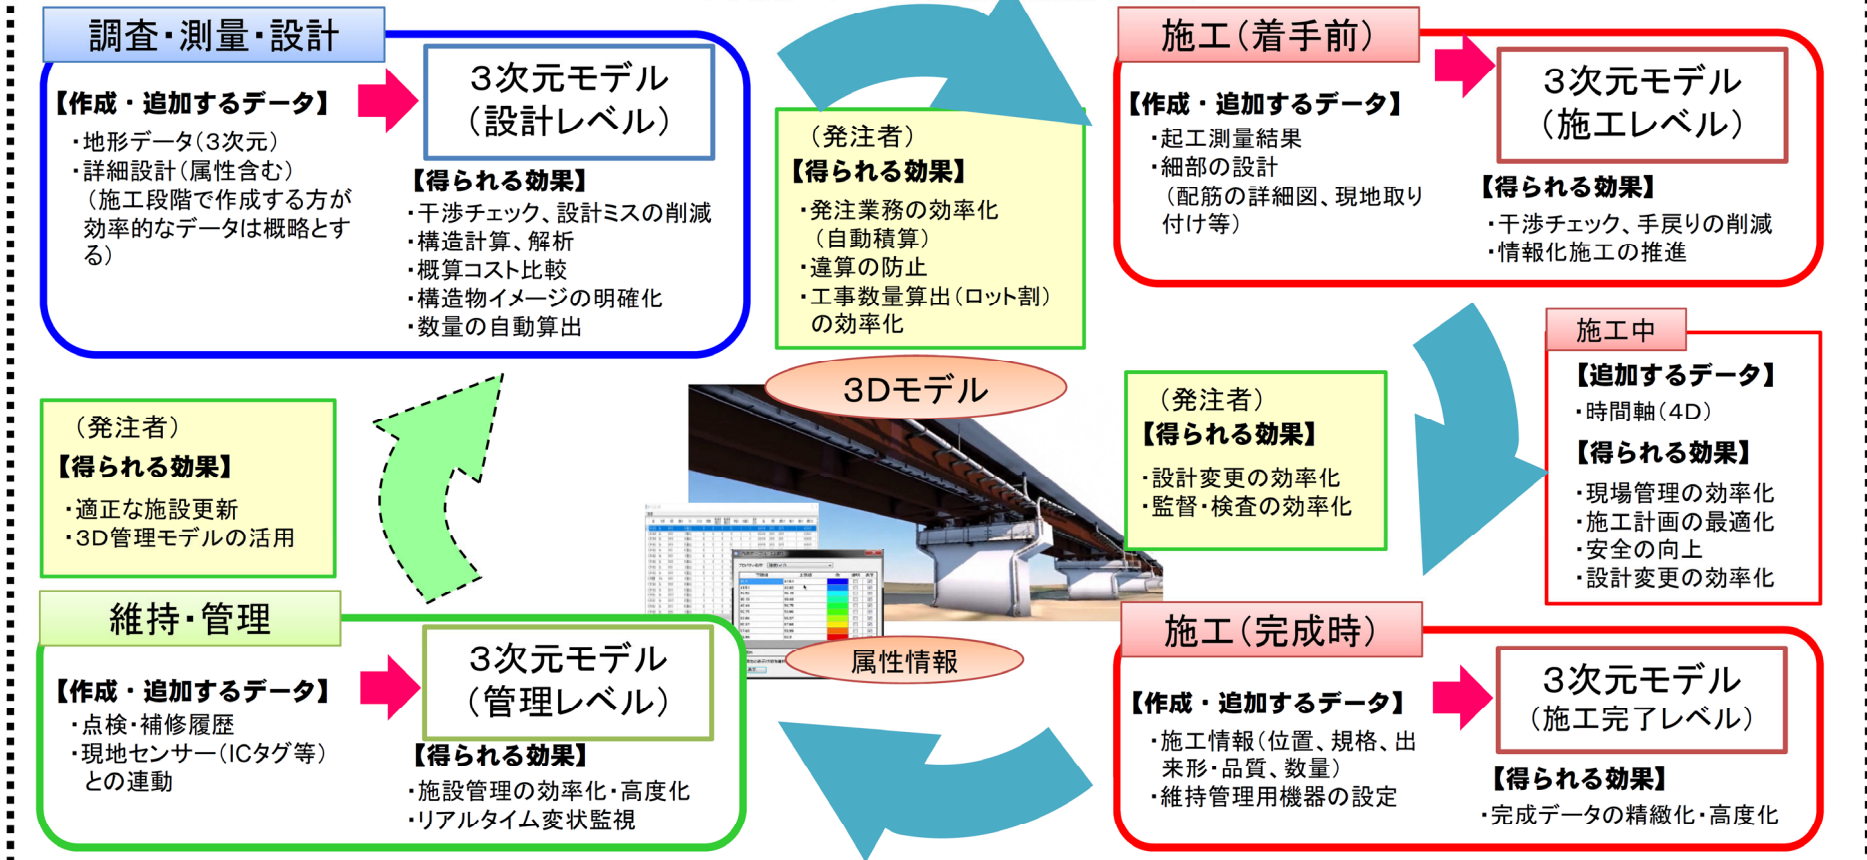 調査・測量・設計
【作成・追加するデータ】
・地形データ(3次元)
・詳細設計(属性含む)
(施工段階で作成する方が
効率的なデータは概略とす
る)
3次元モデル
(設計レベル)
【得られる効果】
・干渉チェック、設計ミスの削減
・構造計算、解析
・概算コスト比較
・構造物イメージの明確化
・数量の自動算出
(発注者)
【得られる効果】
・発注業務の効率化
(自動積算)
・違算の防止
・工事数量算出(ロット割)
の効率化
施工(着手前)
【作成・追加するデータ】
・起工測量結果
・細部の設計
(配筋の詳細図、現地取り
付け等)
3次元モデル
(施工レベル)
【得られる効果】
・干渉チェック、手戻りの削減
・情報化施工の推進
施工中
【追加するデータ】
・時間軸(4D)
【得られる効果】
・現場管理の効率化
・施工計画の最適化
・安全の向上
・設計変更の効率化
(発注者)
【得られる効果】
・設計変更の効率化
・監督・検査の効率化
3Dモデル
属性情報
(発注者)
【得られる効果】
・適正な施設更新
・3D管理モデルの活用
維持・管理
【作成・追加するデータ】
・点検・補修履歴
・現地センサー(ICタグ等)
との連動
3次元モデル
(管理レベル)
【得られる効果】
・施設管理の効率化・高度化
・リアルタイム変状監視
施工(完成時)
【作成・追加するデータ】
・施工情報(位置、規格、出
来形・品質、数量)
・維持管理用機器の設定
3次元モデル
(施工完了レベル)
【得られる効果】
・完成データの精緻化・高度化